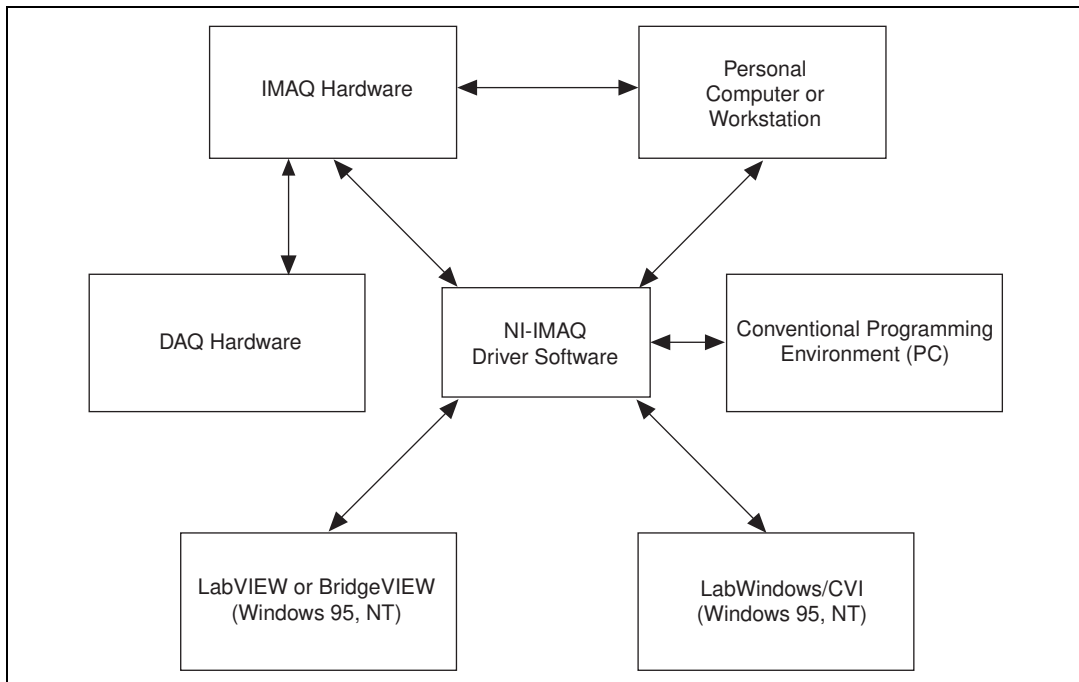 IMAQ Hardware
Personal
Computer or
Workstation
DAQ Hardware
NI-IMAQ
Driver Software
Conventional Programming
Environment (PC)
LabVIEW or BridgeVIEW
(Windows 95, NT)
LabWindows/CVI
(Windows 95, NT)